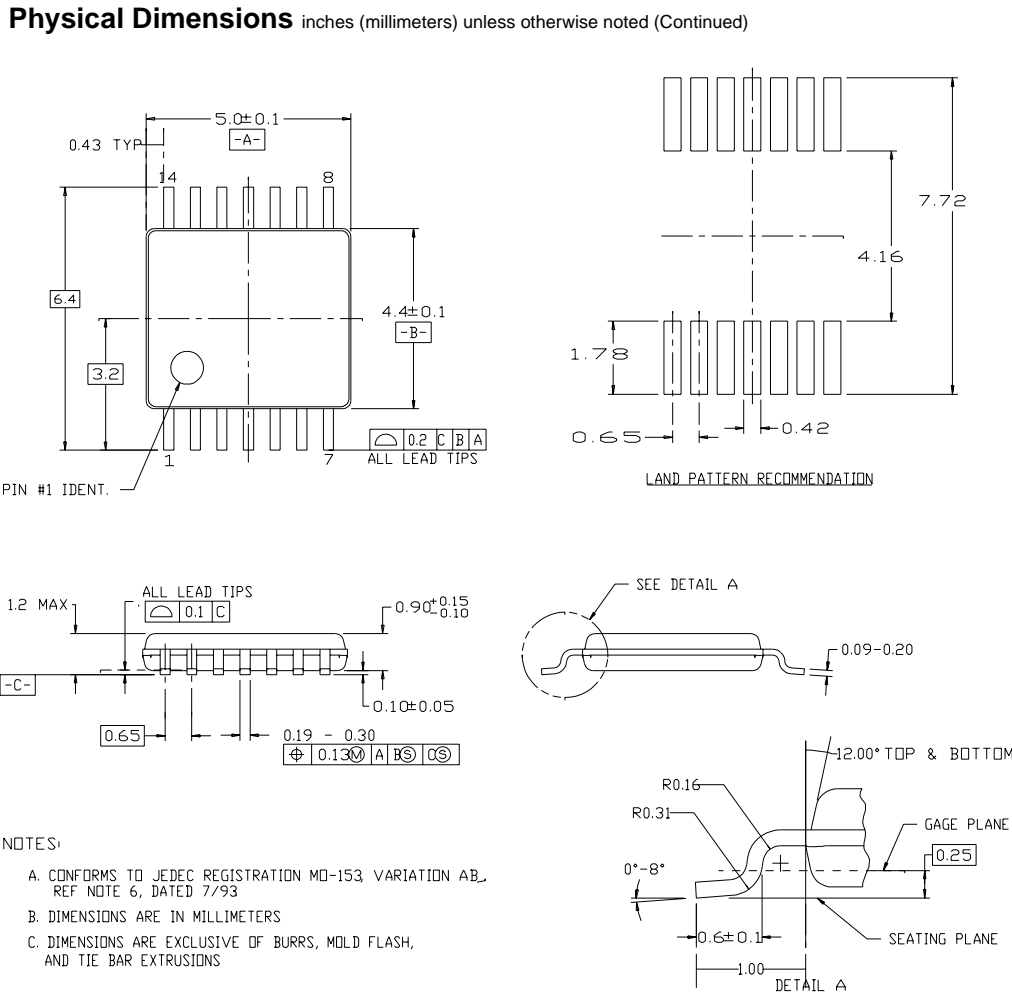 Physical Dimensions inches (millimeters) unless otherwise noted (Continued)
5.0±0.1
-A-
0.43 TYP
14
8
6.4
3.2
4.4±0.1
-B-
0.2 C B A
ALL LEAD TIPS
1
7
PIN #1 IDENT.
7.72
4.16
1.78
0.65
0.42
LAND PATTERN RECOMMENDATION
ALL LEAD TIPS
0.1 C
1.2 MAX
0.90+0.15
-0.10
-C-
0.10±0.05
0.65
0.19 - 0.30
⌖ 0.13Ⓜ A BⓈ CⓈ
SEE DETAIL A
0.09-0.20
12.00° TOP & BOTTOM
R0.16
R0.31
GAGE PLANE
0.25
0°-8°
SEATING PLANE
0.6±0.1
1.00
DETAIL A
NOTES:
A. CONFORMS TO JEDEC REGISTRATION MO-153, VARIATION AB,
REF NOTE 6, DATED 7/93
B. DIMENSIONS ARE IN MILLIMETERS
C. DIMENSIONS ARE EXCLUSIVE OF BURRS, MOLD FLASH,
AND TIE BAR EXTRUSIONS